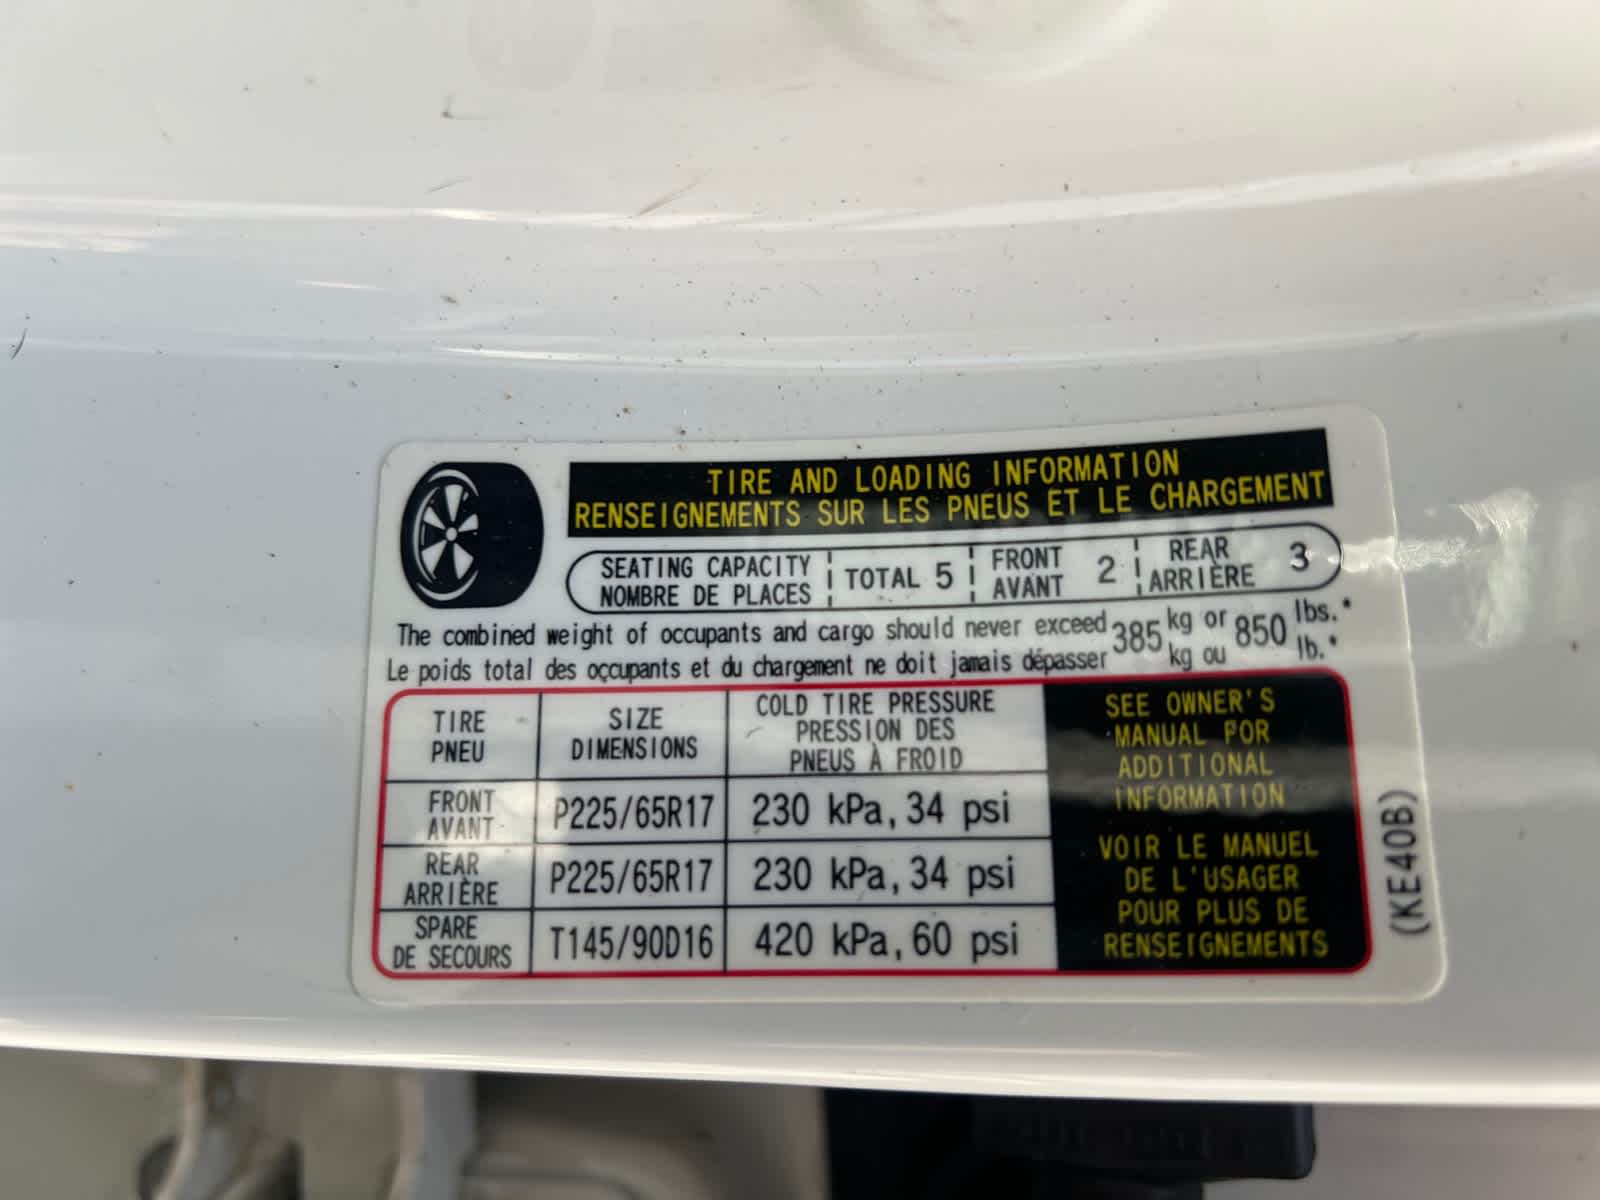 TIRE AND LOADING INFORMATION
RENSEIGNEMENTS SUR LES PNEUS ET LE CHARGEMENT
SEATING CAPACITY TOTAL 5 FRONT 2 REAR 3
NOMBRE DE PLACES AVANT ARRIÈRE
The combined weight of occupants and cargo should never exceed 385 kg or 850 lbs.*
Le poids total des occupants et du chargement ne doit jamais dépasser kg ou lb.*
TIRE
PNEU
SIZE
DIMENSIONS
COLD TIRE PRESSURE
PRESSION DES
PNEUS À FROID
FRONT
AVANT
P225/65R17
230 kPa, 34 psi
REAR
ARRIÈRE
P225/65R17
230 kPa, 34 psi
SPARE
DE SECOURS
T145/90D16
420 kPa, 60 psi
SEE OWNER'S
MANUAL FOR
ADDITIONAL
INFORMATION
VOIR LE MANUEL
DE L'USAGER
POUR PLUS DE
RENSEIGNEMENTS
(KE40B)